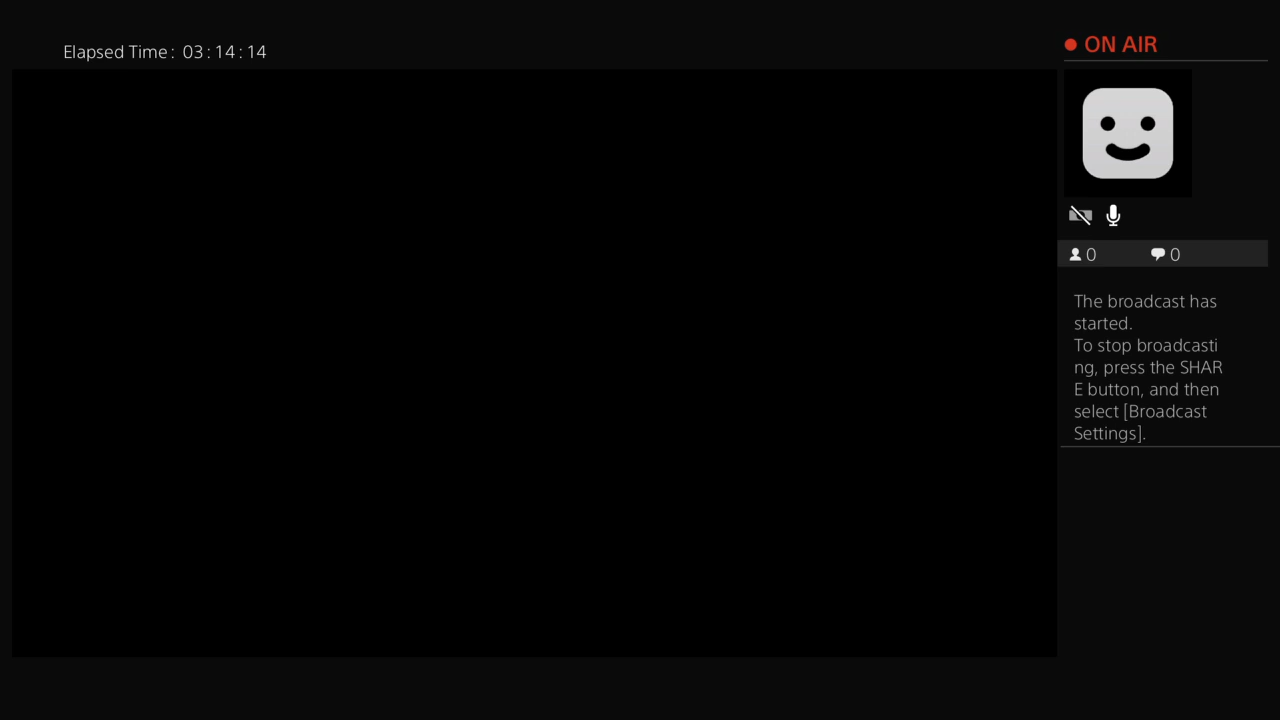 Elapsed Time: 03:14:14
ON AIR
0 0
The broadcast has
started.
To stop broadcasti
ng, press the SHAR
E button, and then
select [Broadcast
Settings].